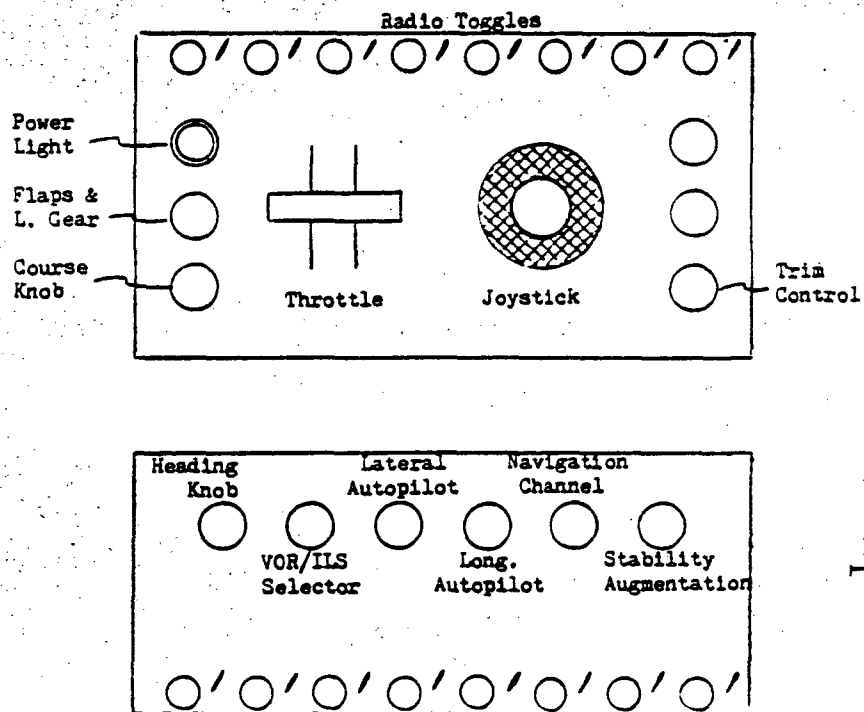 Radio Toggles
Power
Light
Flaps &
L. Gear
Course
Knob
Throttle
Joystick
Trim
Control
Heading
Knob
Lateral
Autopilot
Navigation
Channel
VOR/ILS
Selector
Long.
Autopilot
Stability
Augmentation